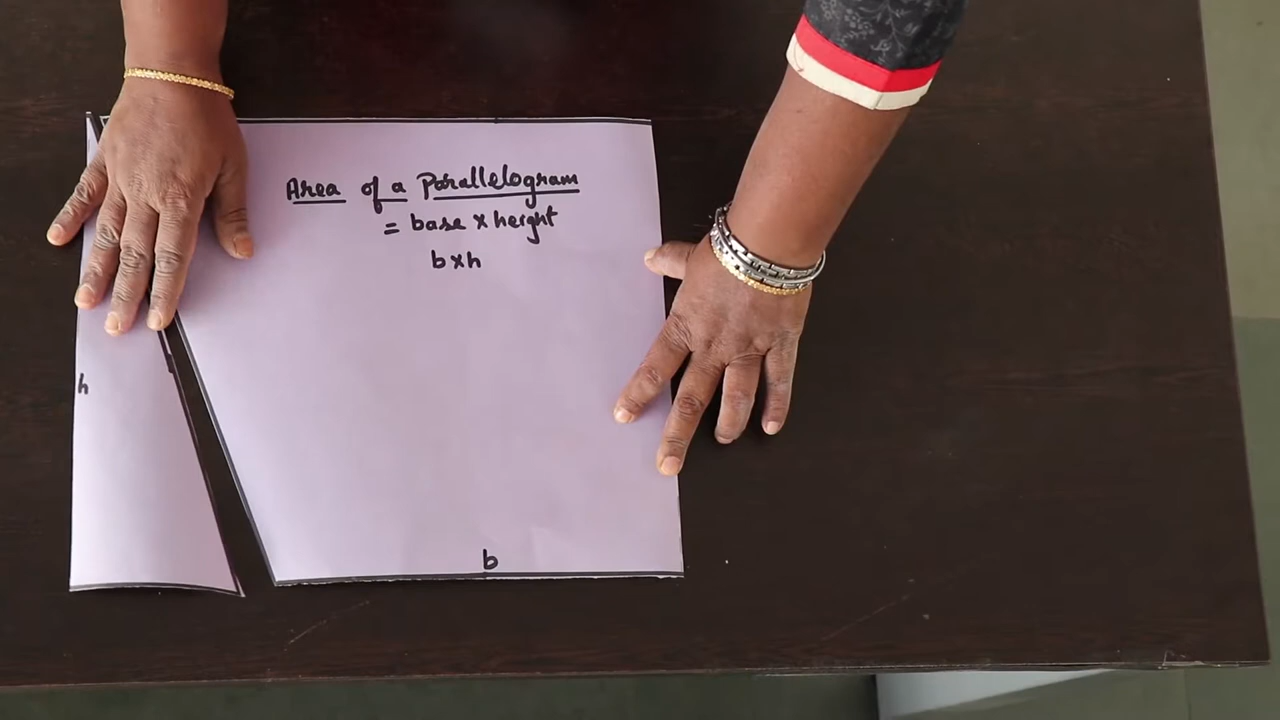 Area of a Parallelogram
= base x height
b x h
h
b